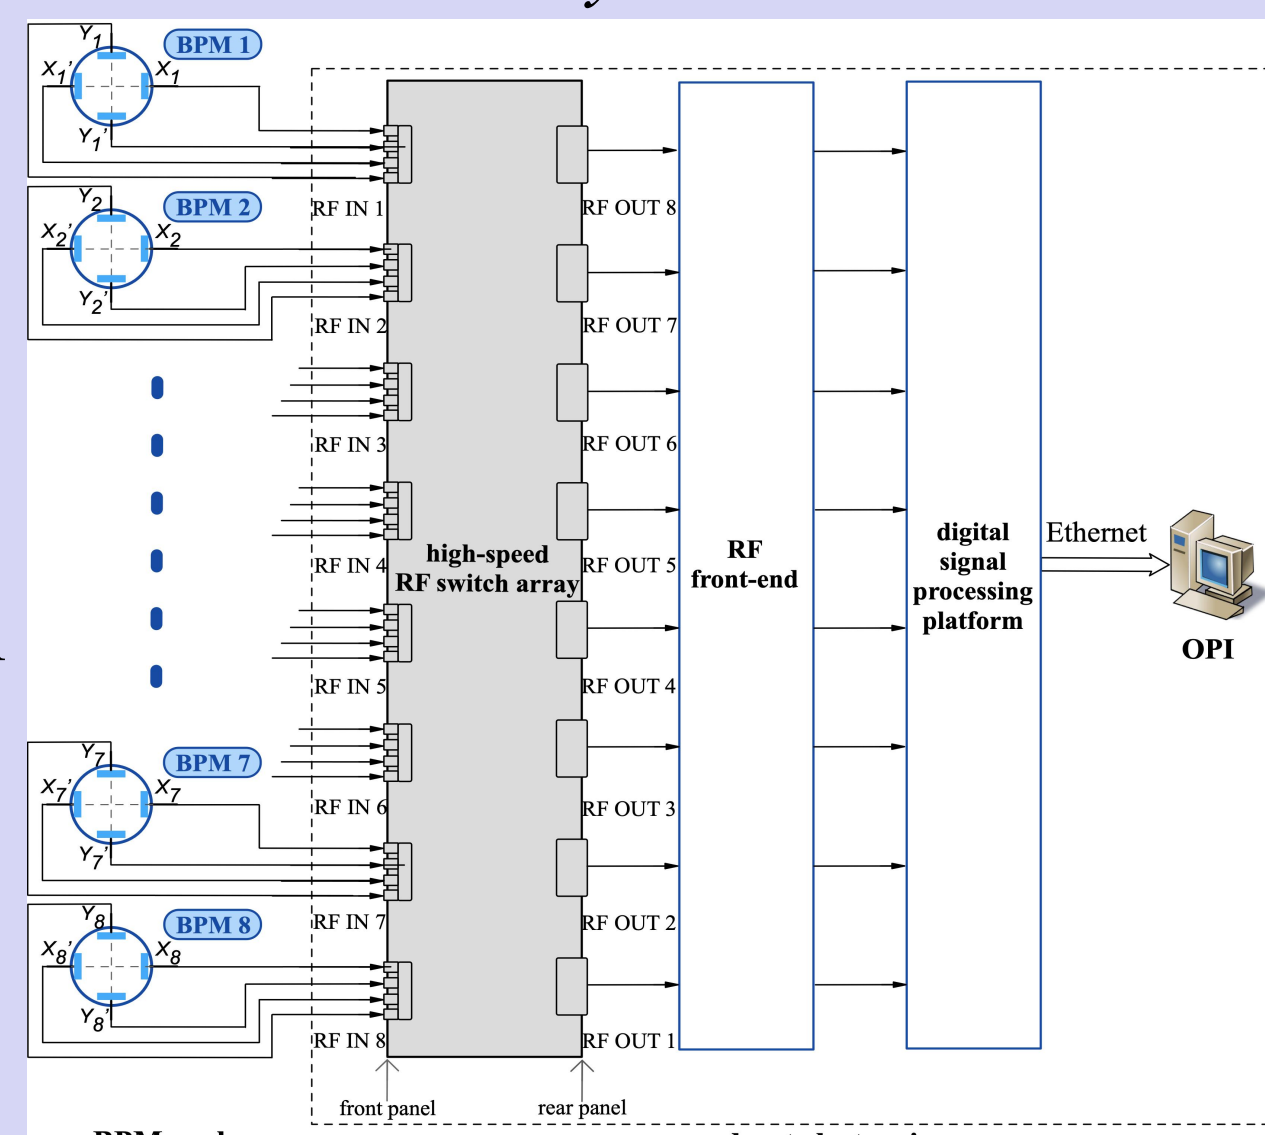 Y1
BPM 1
X1'
X1
Y1'
RF IN 1
RF OUT 8
Y2
BPM 2
X2'
X2
Y2'
RF IN 2
RF OUT 7
RF IN 3
RF OUT 6
RF IN 4
RF OUT 5
high-speed
RF switch array
RF
front-end
digital
signal
processing
platform
Ethernet
OPI
RF IN 5
RF OUT 4
Y7
BPM 7
X7'
X7
Y7'
RF IN 6
RF OUT 3
RF IN 7
RF OUT 2
Y8
BPM 8
X8'
X8
Y8'
RF IN 8
RF OUT 1
front panel
rear panel